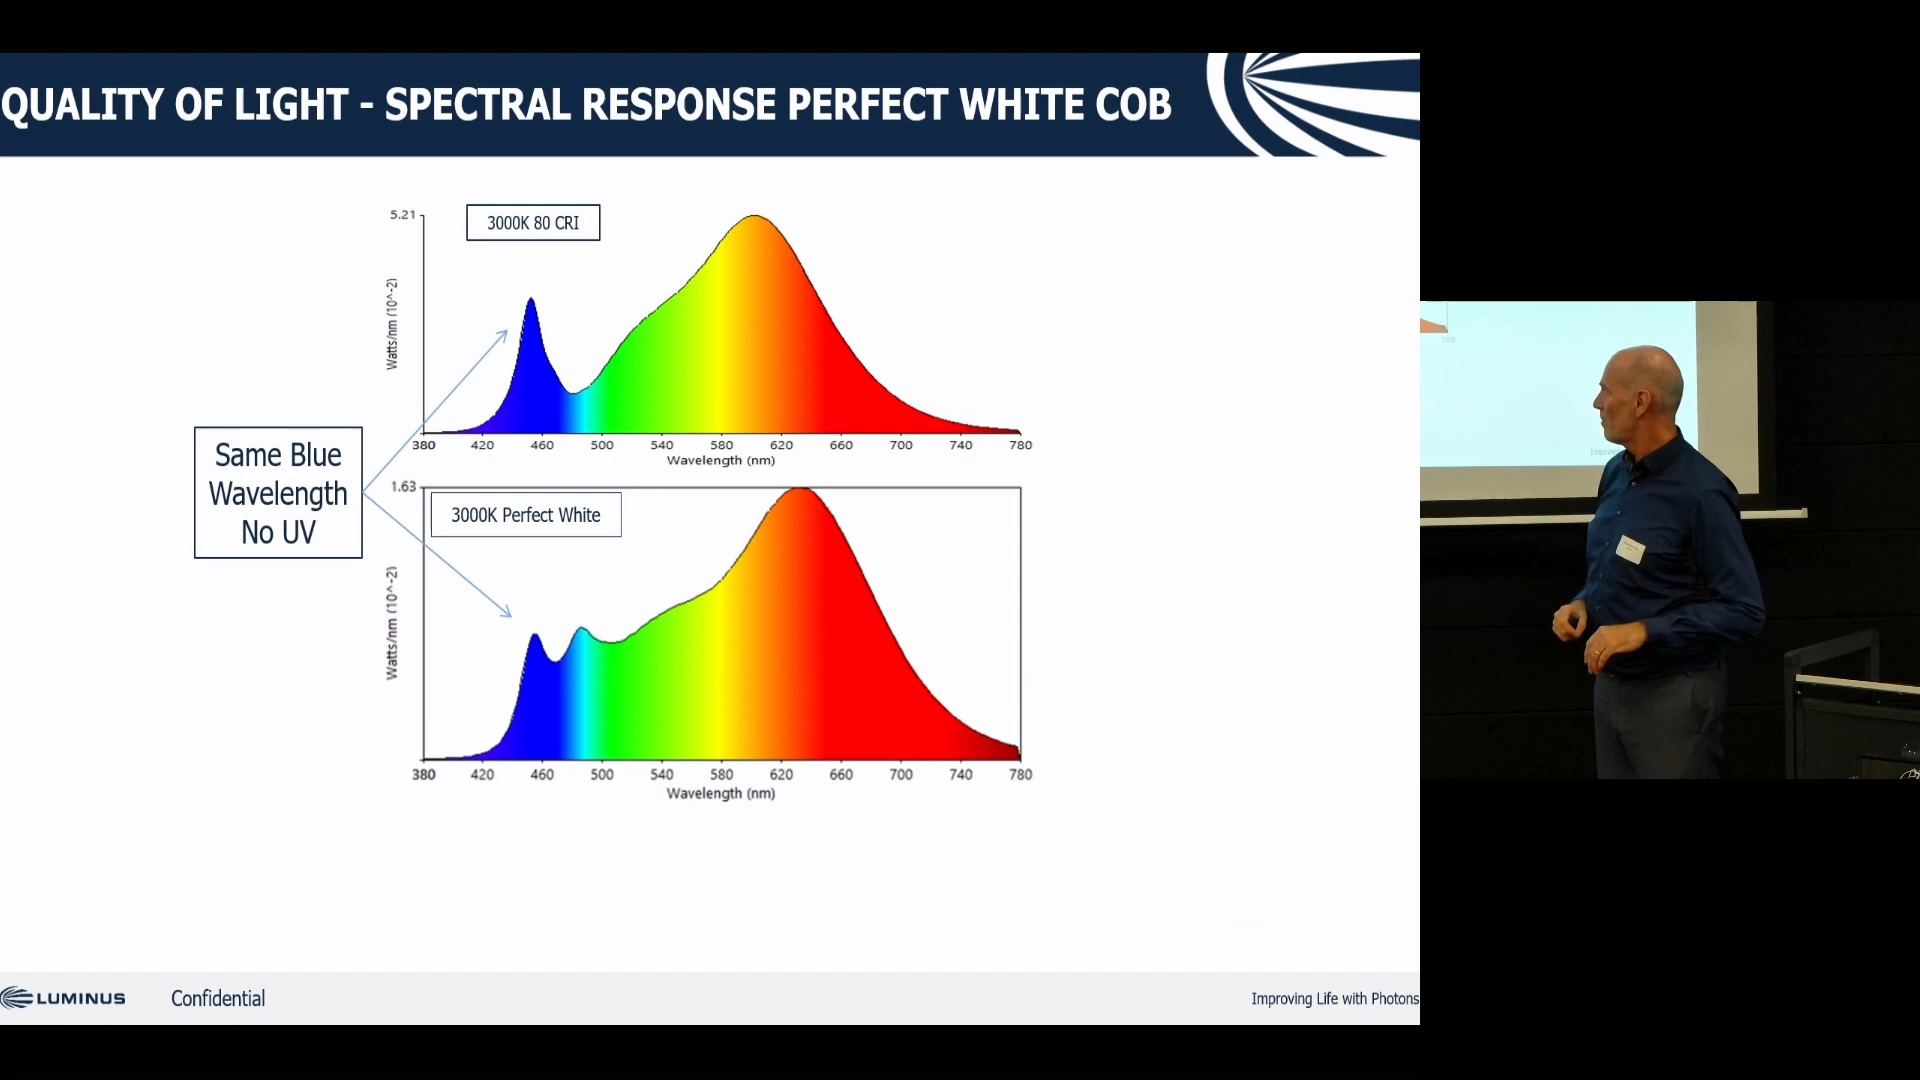 QUALITY OF LIGHT - SPECTRAL RESPONSE PERFECT WHITE COB
5.21
3000K 80 CRI
Watts/nm (10^-2)
380 420 460 500 540 580 620 660 700 740 780
Wavelength (nm)
Same Blue
Wavelength
No UV
1.63
3000K Perfect White
Watts/nm (10^-2)
380 420 460 500 540 580 620 660 700 740 780
Wavelength (nm)
LUMINUS
Confidential
Improving Life with Photons